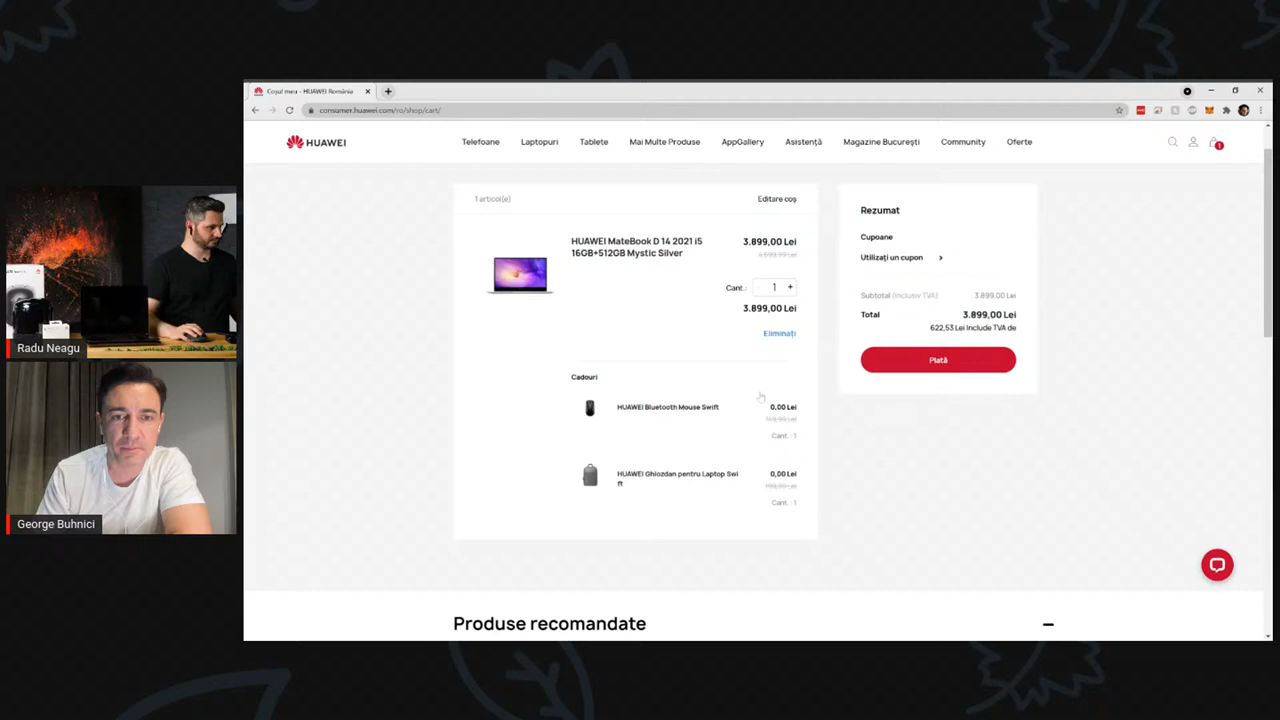 Coșul meu - HUAWEI România
consumer.huawei.com/ro/shop/cart/
HUAWEI
Telefoane
Laptopuri
Tablete
Mai Multe Produse
AppGallery
Asistență
Magazine București
Community
Oferte
1
1 articol(e)
Editare coș
HUAWEI MateBook D 14 2021 i5
16GB+512GB Mystic Silver
3.899,00 Lei
Cant.:
- 1 +
3.899,00 Lei
Eliminați
Cadouri
HUAWEI Bluetooth Mouse Swift
0,00 Lei
Cant. · 1
HUAWEI Ghiozdan pentru Laptop Swi
ft
0,00 Lei
Cant. · 1
Rezumat
Cupoane
Utilizați un cupon
Subtotal (Inclusiv TVA)
3.899,00 Lei
Total
3.899,00 Lei
622,53 Lei Include TVA de
Plată
Produse recomandate
Radu Neagu
George Buhnici